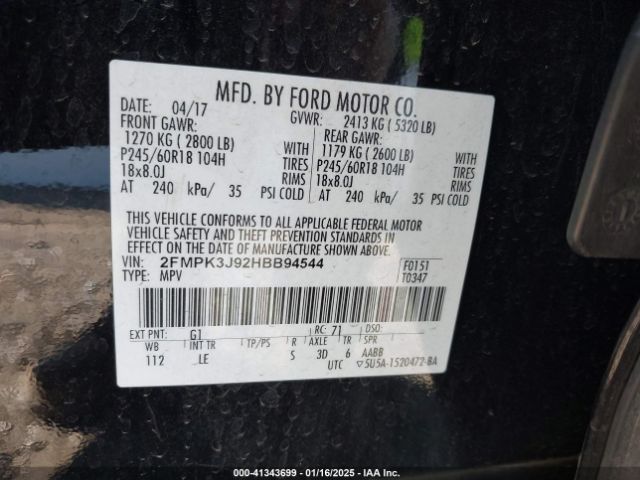 MFD. BY FORD MOTOR CO.
DATE: 04/17 GVWR: 2413 KG ( 5320 LB)
FRONT GAWR: REAR GAWR:
1270 KG ( 2800 LB) 1179 KG ( 2600 LB)
P245/60R18 104H TIRES P245/60R18 104H TIRES
18x8.0J RIMS 18x8.0J RIMS
AT 240 kPa/ 35 PSI COLD AT 240 kPa/ 35 PSI COLD
THIS VEHICLE CONFORMS TO ALL APPLICABLE FEDERAL MOTOR
VEHICLE SAFETY AND THEFT PREVENTION STANDARDS IN
EFFECT ON THE DATE OF MANUFACTURE SHOWN ABOVE.
VIN: 2FMPK3J92HBB94544 F0151
TYPE: MPV T0347
EXT PNT: G1 RC: 71 DSO:
WB INT TR TP/PS R AXLE TR SPR
112 LE S 3D 6 AABB
UTC 5U5A-1520472-BA
000-41343699 - 01/16/2025 - IAAI.COM